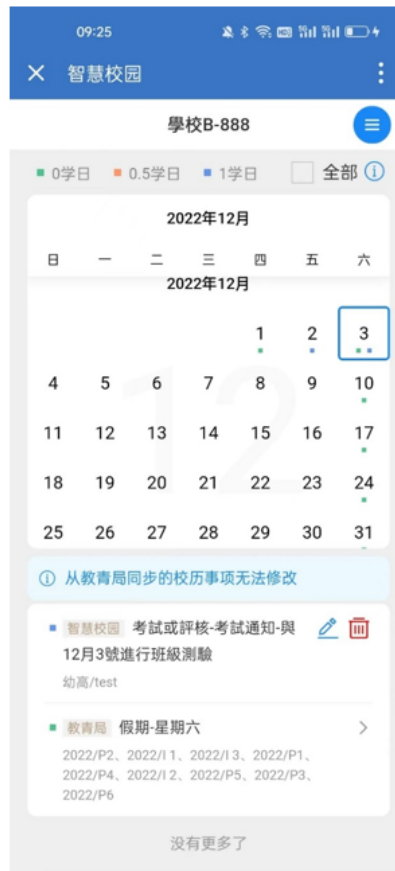 09:25
智慧校园
學校B-888
0学日 0.5学日 1学日 全部
2022年12月
日 一 二 三 四 五 六
2022年12月
1 2 3
4 5 6 7 8 9 10
11 12 13 14 15 16 17
18 19 20 21 22 23 24
25 26 27 28 29 30 31
12
从教青局同步的校历事项无法修改
智慧校园 考試或評核-考試通知-與
12月3號進行班級測驗
幼高/test
教青局 假期-星期六
2022/P2、2022/I1、2022/I3、2022/P1、
2022/P4、2022/I2、2022/P5、2022/P3、
2022/P6
没有更多了